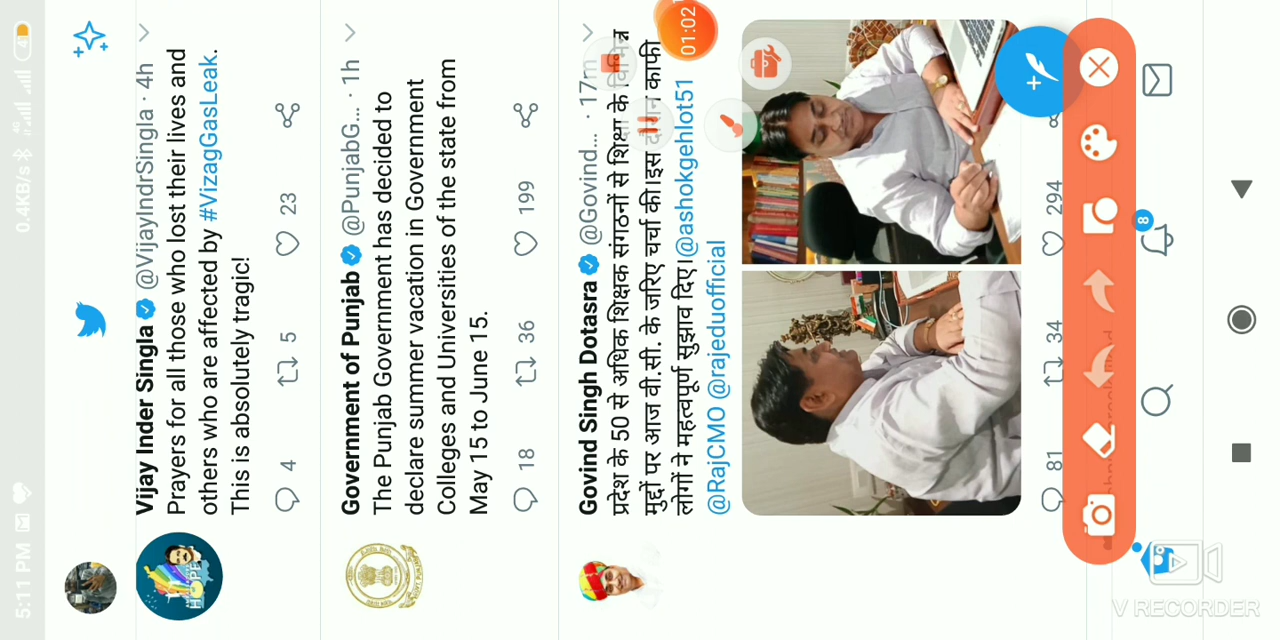 5:11 PM
0.4KB/s
4G
Vijay Inder Singla @VijayIndrSingla · 4h
Prayers for all those who lost their lives and
others who are affected by #VizagGasLeak.
This is absolutely tragic!
4 5 23
HOPE
Government of Punjab @PunjabG... · 1h
The Punjab Government has decided to
declare summer vacation in Government
Colleges and Universities of the state from
May 15 to June 15.
18 36 199
Govind Singh Dotasra @Govind... · 17m
प्रदेश के 50 से अधिक शिक्षक संगठनों से शिक्षा के विभिन्न
मुद्दों पर आज वी.सी. के जरिए चर्चा की।इस दौरान काफी
लोगों ने महत्वपूर्ण सुझाव दिए।@ashokgehlot51
@RajCMO @rajeduofficial
81 34 294
01:02
8
V RECORDER